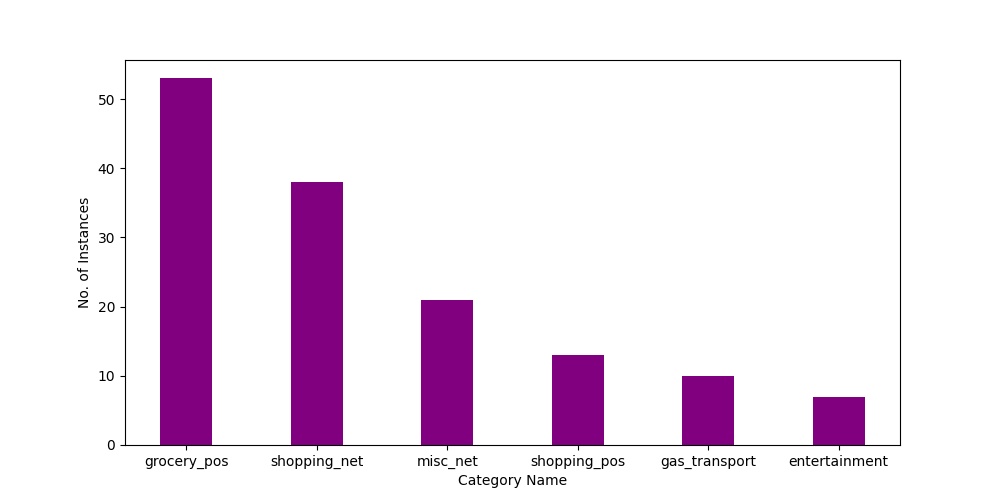 50
40
30
20
10
0
No. of Instances
grocery_pos shopping_net misc_net shopping_pos gas_transport entertainment
Category Name